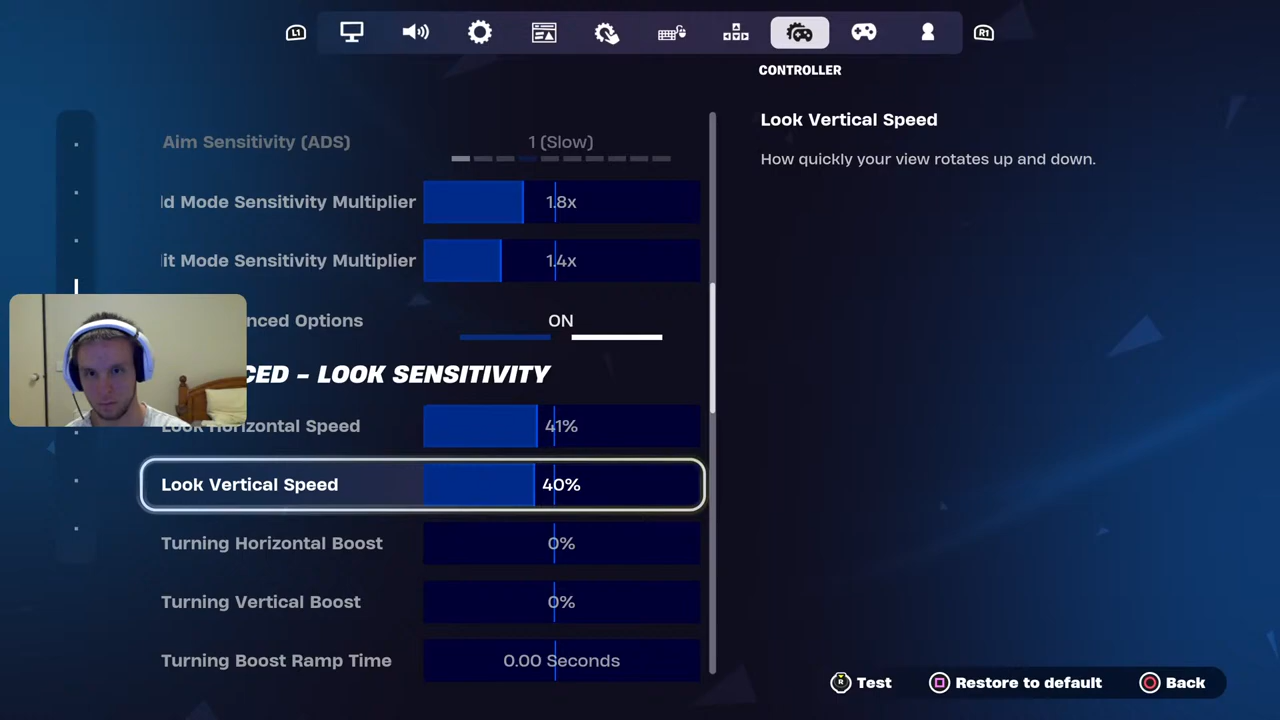 L1
R1
CONTROLLER
Aim Sensitivity (ADS)
1 (Slow)
ld Mode Sensitivity Multiplier
1.8x
it Mode Sensitivity Multiplier
1.4x
nced Options
ON
CED – LOOK SENSITIVITY
Look Horizontal Speed
41%
Look Vertical Speed
40%
Turning Horizontal Boost
0%
Turning Vertical Boost
0%
Turning Boost Ramp Time
0.00 Seconds
Look Vertical Speed
How quickly your view rotates up and down.
R Test
Restore to default
Back